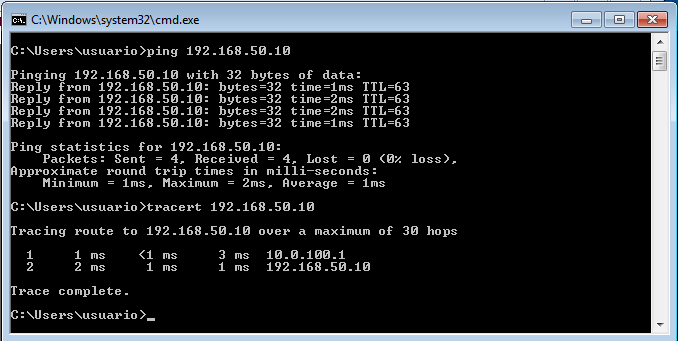 C:\Windows\system32\cmd.exe
C:\Users\usuario>ping 192.168.50.10
Pinging 192.168.50.10 with 32 bytes of data:
Reply from 192.168.50.10: bytes=32 time=1ms TTL=63
Reply from 192.168.50.10: bytes=32 time=2ms TTL=63
Reply from 192.168.50.10: bytes=32 time=2ms TTL=63
Reply from 192.168.50.10: bytes=32 time=1ms TTL=63
Ping statistics for 192.168.50.10:
Packets: Sent = 4, Received = 4, Lost = 0 (0% loss),
Approximate round trip times in milli-seconds:
Minimum = 1ms, Maximum = 2ms, Average = 1ms
C:\Users\usuario>tracert 192.168.50.10
Tracing route to 192.168.50.10 over a maximum of 30 hops
1 1 ms <1 ms 3 ms 10.0.100.1
2 2 ms 1 ms 1 ms 192.168.50.10
Trace complete.
C:\Users\usuario>_